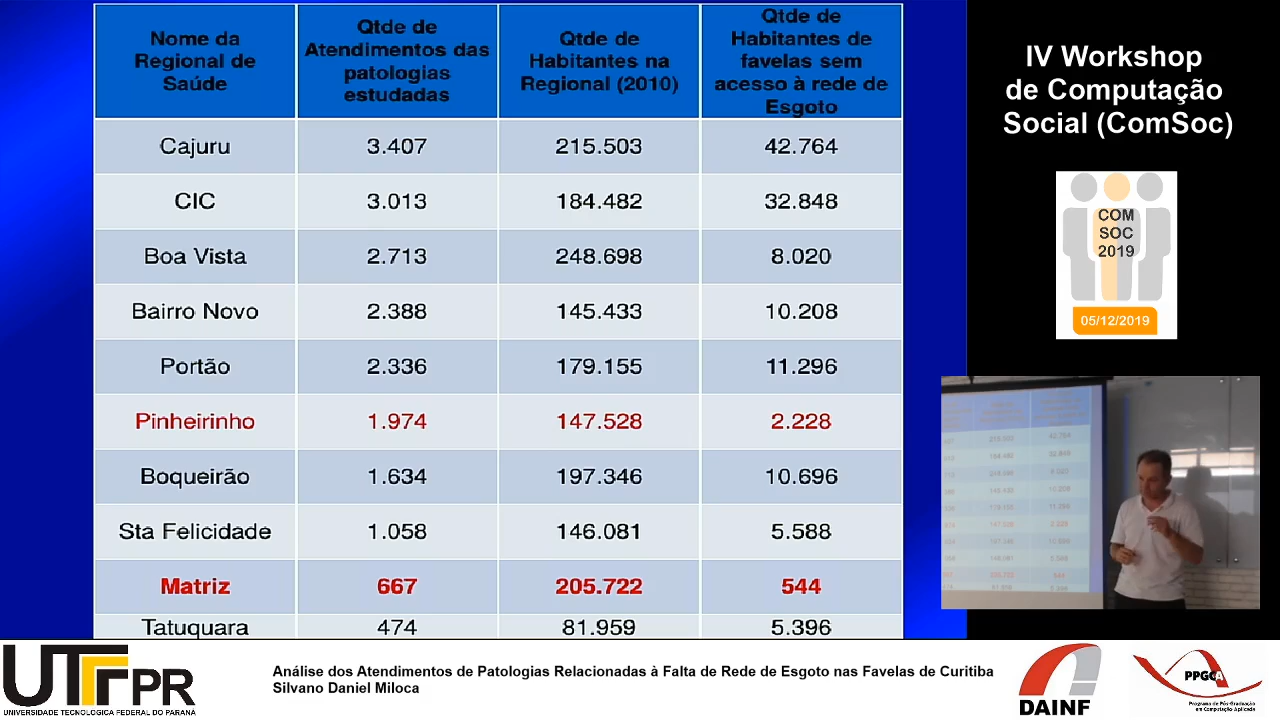 Nome da
Regional de
Saúde
Qtde de
Atendimentos das
patologias
estudadas
Qtde de
Habitantes na
Regional (2010)
Qtde de
Habitantes de
favelas sem
acesso à rede de
Esgoto
Cajuru 3.407 215.503 42.764
CIC 3.013 184.482 32.848
Boa Vista 2.713 248.698 8.020
Bairro Novo 2.388 145.433 10.208
Portão 2.336 179.155 11.296
Pinheirinho 1.974 147.528 2.228
Boqueirão 1.634 197.346 10.696
Sta Felicidade 1.058 146.081 5.588
Matriz 667 205.722 544
Tatuquara 474 81.959 5.396
IV Workshop
de Computação
Social (ComSoc)
COM
SOC
2019
05/12/2019
UTFPR
UNIVERSIDADE TECNOLÓGICA FEDERAL DO PARANÁ
Análise dos Atendimentos de Patologias Relacionadas à Falta de Rede de Esgoto nas Favelas de Curitiba
Silvano Daniel Miloca
DAINF
PPGCA
Programa de Pós-Graduação
em Computação Aplicada